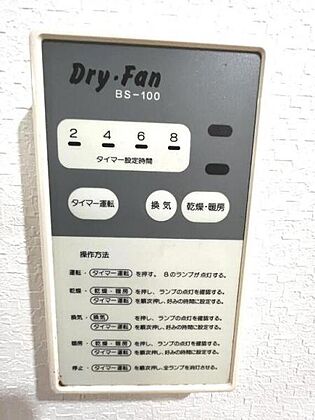 Dry・Fan
BS-100
2 4 6 8
タイマー設定時間
タイマー運転 換気 乾燥・暖房
操作方法
運転・タイマー運転 を押す。 8のランプが点灯する。
乾燥・乾燥・暖房 を押し、ランプの点灯を確認する。
タイマー運転 を順次押し、好みの時間に設定する。
換気・換気 を押し、ランプの点灯を確認する。
タイマー運転 を順次押し、好みの時間に設定する。
暖房・乾燥・暖房 を押し、ランプの点灯を確認する。
タイマー運転 を順次押し、好みの時間に設定する。
停止・タイマー運転 を順次押し、全ランプを消灯させる。